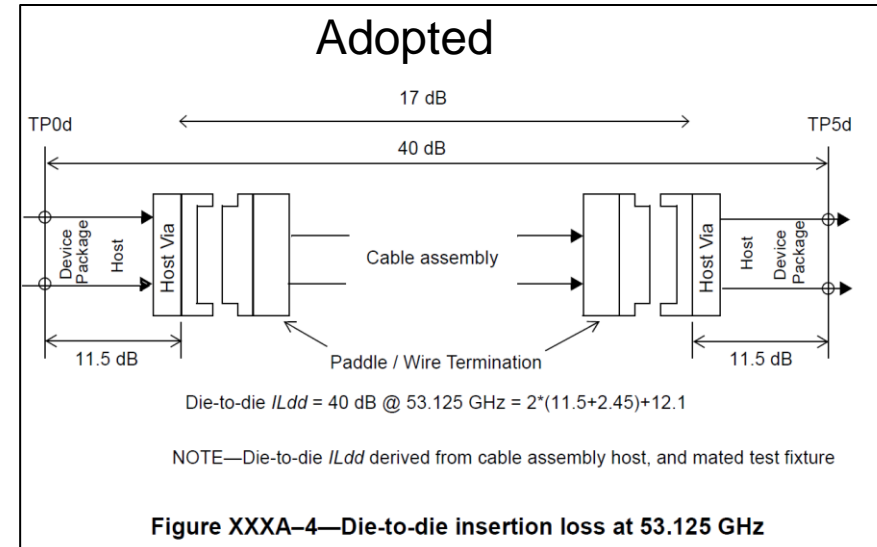 Adopted
17 dB
TP0d
TP5d
40 dB
Device Package
Host
Host Via
Cable assembly
Host Via
Host
Device Package
11.5 dB
Paddle / Wire Termination
11.5 dB
Die-to-die ILdd = 40 dB @ 53.125 GHz = 2*(11.5+2.45)+12.1
NOTE—Die-to-die ILdd derived from cable assembly host, and mated test fixture
Figure XXXA–4—Die-to-die insertion loss at 53.125 GHz